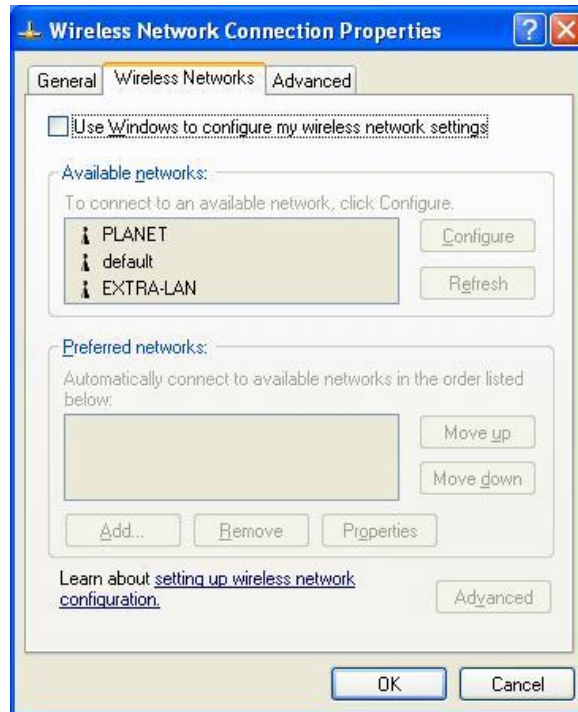 Wireless Network Connection Properties
General Wireless Networks Advanced
Use Windows to configure my wireless network settings
Available networks:
To connect to an available network, click Configure.
PLANET
default
EXTRA-LAN
Configure
Refresh
Preferred networks:
Automatically connect to available networks in the order listed
below:
Move up
Move down
Add... Remove Properties
Learn about setting up wireless network
configuration.
Advanced
OK Cancel